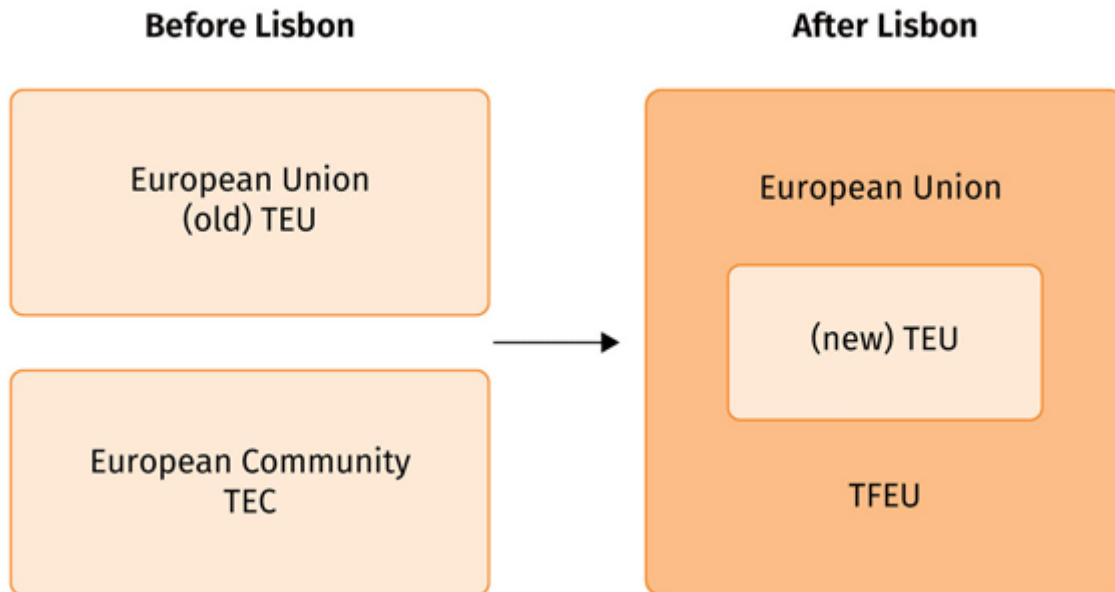 Before Lisbon
European Union
(old) TEU
European Community
TEC
After Lisbon
European Union
(new) TEU
TFEU